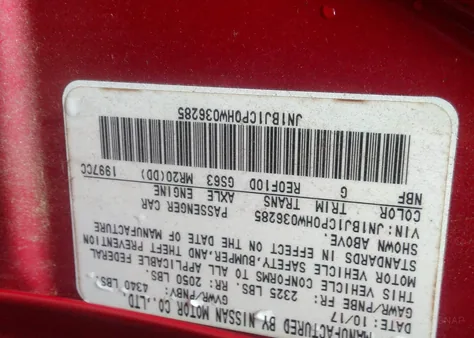 MANUFACTURED BY NISSAN MOTOR CO.,LTD.
DATE: 10/17 GVWR/PNBV: 4340 LBS.
GAWR/PNBE FR: 2325 LBS. RR: 2050 LBS.
THIS VEHICLE CONFORMS TO ALL APPLICABLE FEDERAL
MOTOR VEHICLE SAFETY,BUMPER,AND THEFT PREVENTION
STANDARDS IN EFFECT ON THE DATE OF MANUFACTURE
SHOWN ABOVE.
VIN:JN1BJ1CP0HW036285 PASSENGER CAR
COLOR TRIM TRANS AXLE ENGINE
NBF G RE0F10D GS63 MR20(DD) 1997CC
JN1BJ1CP0HW036285